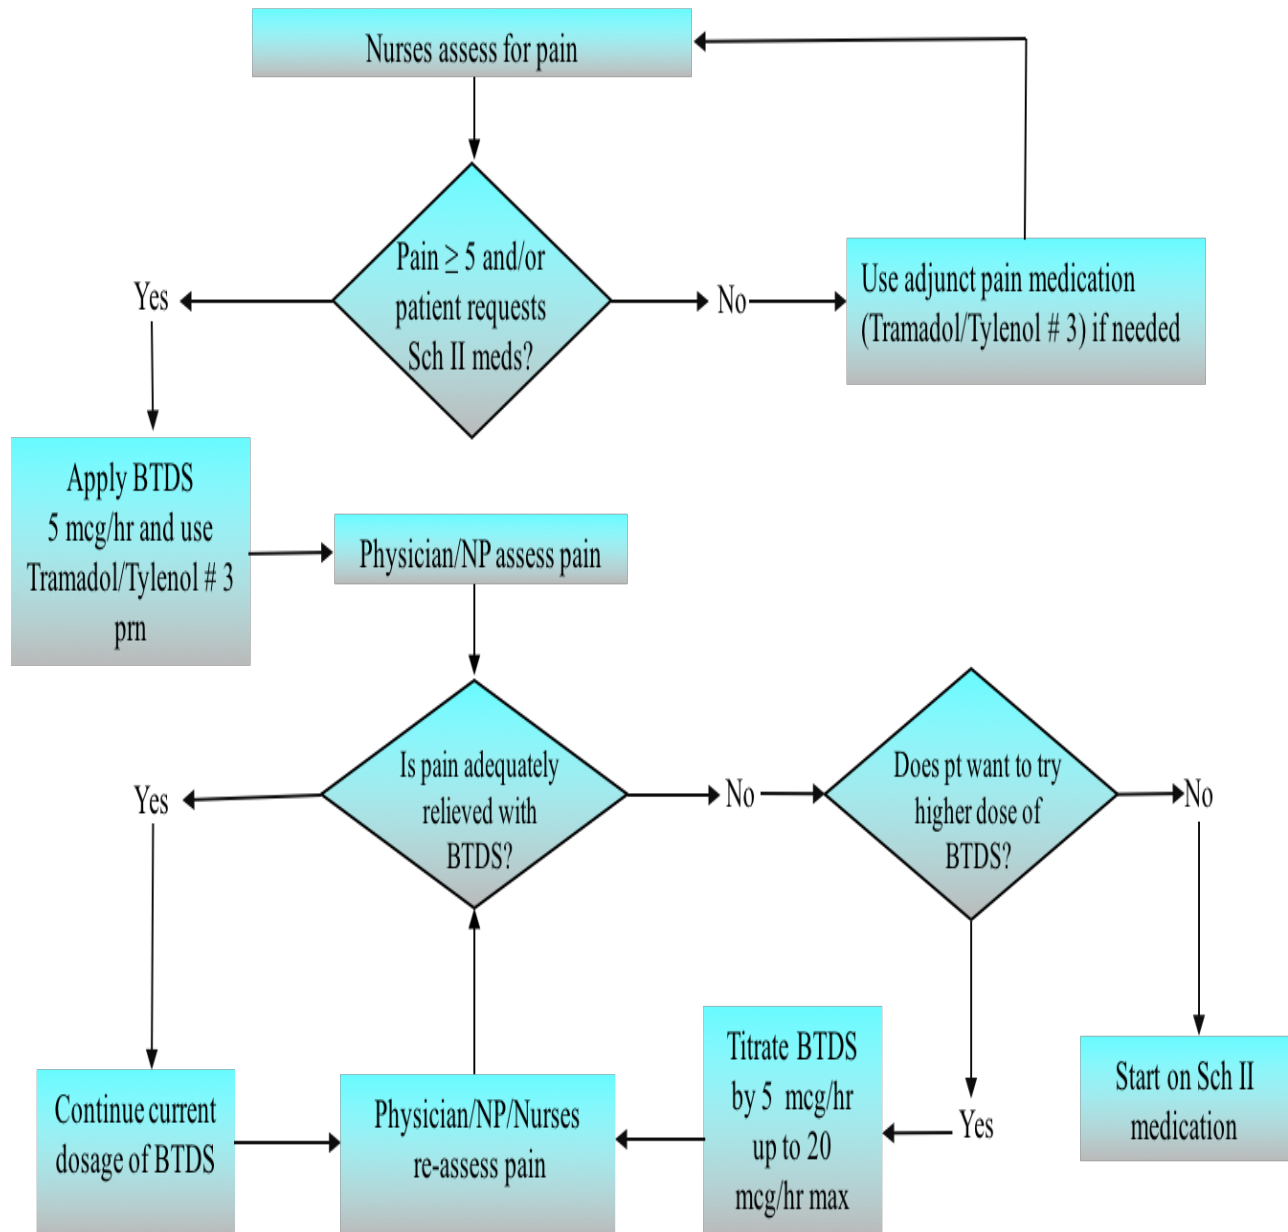 Nurses assess for pain
Pain ≥ 5 and/or
patient requests
Sch II meds?
Yes
No
Use adjunct pain medication
(Tramadol/Tylenol # 3) if needed
Apply BTDS
5 mcg/hr and use
Tramadol/Tylenol # 3
prn
Physician/NP assess pain
Is pain adequately
relieved with
BTDS?
Yes
No
Does pt want to try
higher dose of
BTDS?
No
Yes
Continue current
dosage of BTDS
Physician/NP/Nurses
re-assess pain
Titrate BTDS
by 5 mcg/hr
up to 20
mcg/hr max
Start on Sch II
medication